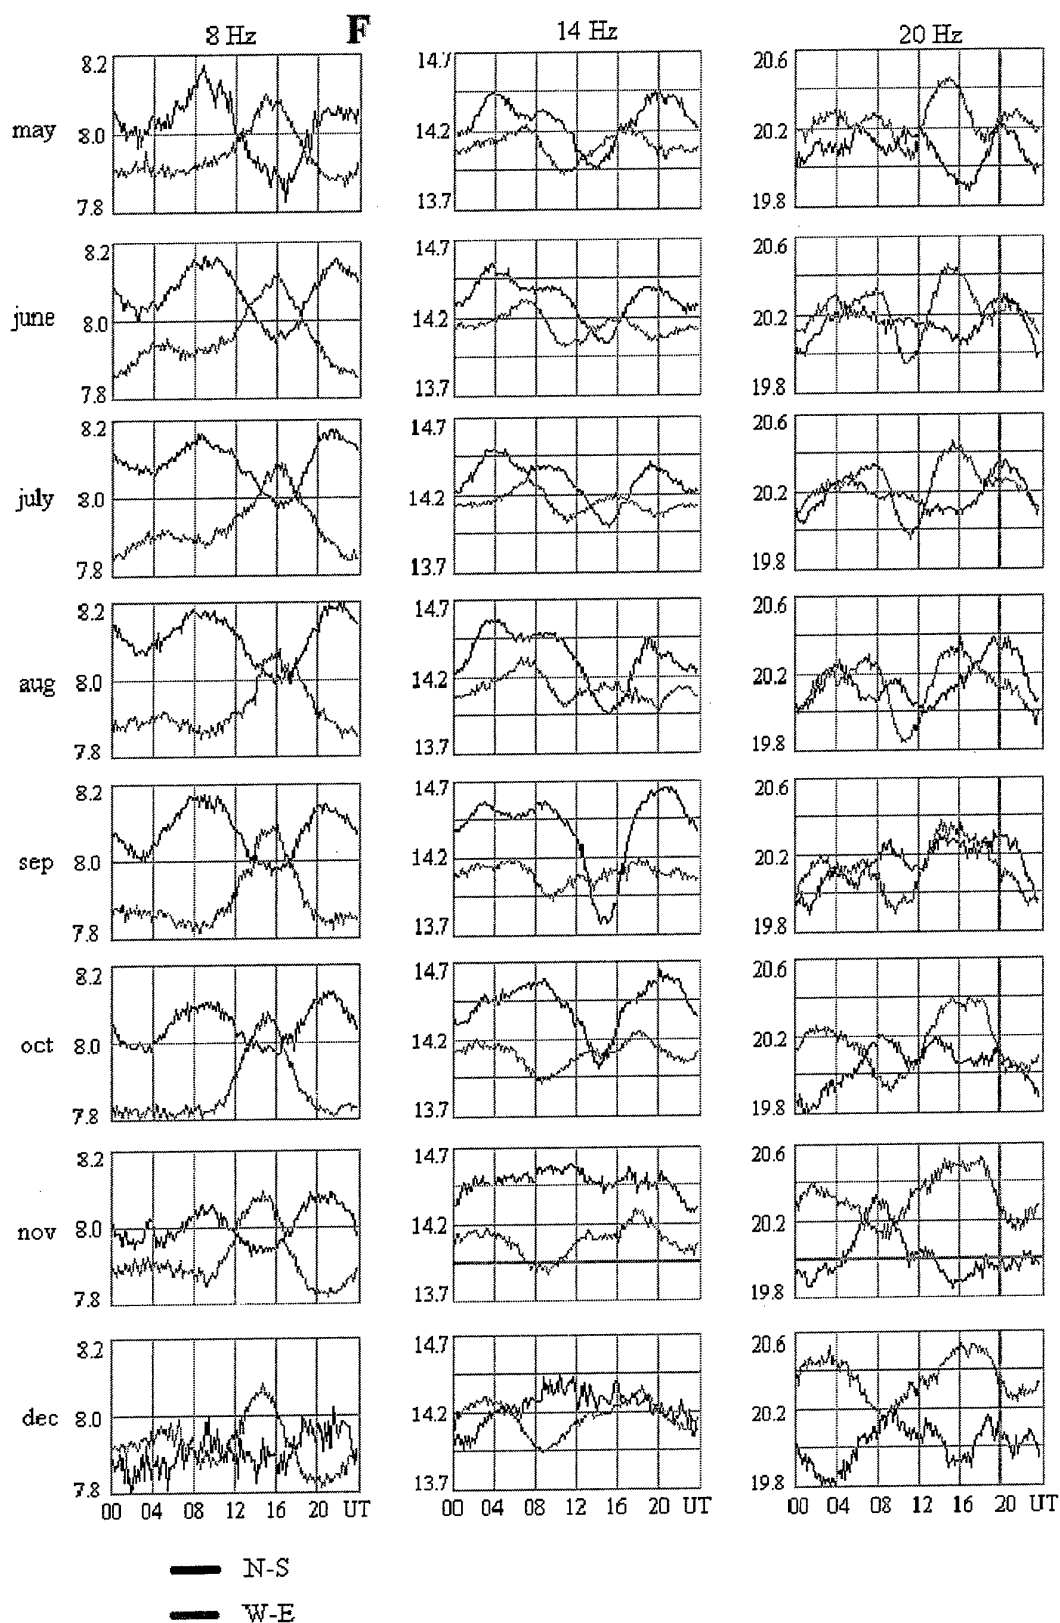 8 Hz F 14 Hz 20 Hz
8.2 14.7 20.6
may 8.0 14.2 20.2
7.8 13.7 19.8
8.2 14.7 20.6
june 8.0 14.2 20.2
7.8 13.7 19.8
8.2 14.7 20.6
july 8.0 14.2 20.2
7.8 13.7 19.8
8.2 14.7 20.6
aug 8.0 14.2 20.2
7.8 13.7 19.8
8.2 14.7 20.6
sep 8.0 14.2 20.2
7.8 13.7 19.8
8.2 14.7 20.6
oct 8.0 14.2 20.2
7.8 13.7 19.8
8.2 14.7 20.6
nov 8.0 14.2 20.2
7.8 13.7 19.8
8.2 14.7 20.6
dec 8.0 14.2 20.2
7.8 13.7 19.8
00 04 08 12 16 20 UT 00 04 08 12 16 20 UT 00 04 08 12 16 20 UT
N-S
W-E